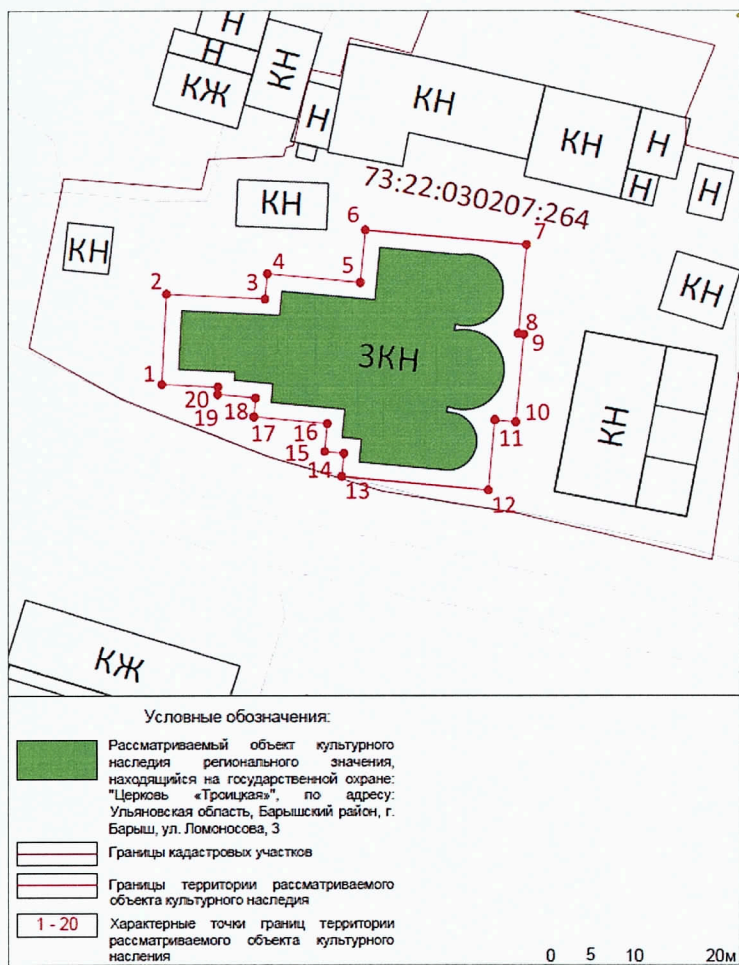 Н
Н
КН
КЖ
Н
КН
КН
Н
Н
Н
КН
73:22:030207:264
6
7
КН
4
5
2
3
8
9
КН
3КН
КН
1
20
19
18
17
16
15
14
13
10
11
12
КН
КЖ
Условные обозначения:
Рассматриваемый объект культурного
наследия регионального значения,
находящийся на государственной охране:
"Церковь «Троицкая»", по адресу:
Ульяновская область, Барышский район, г.
Барыш, ул. Ломоносова, 3
Границы кадастровых участков
Границы территории рассматриваемого
объекта культурного наследия
1 - 20
Характерные точки границ территории
рассматриваемого объекта культурного
насления
0 5 10 20м